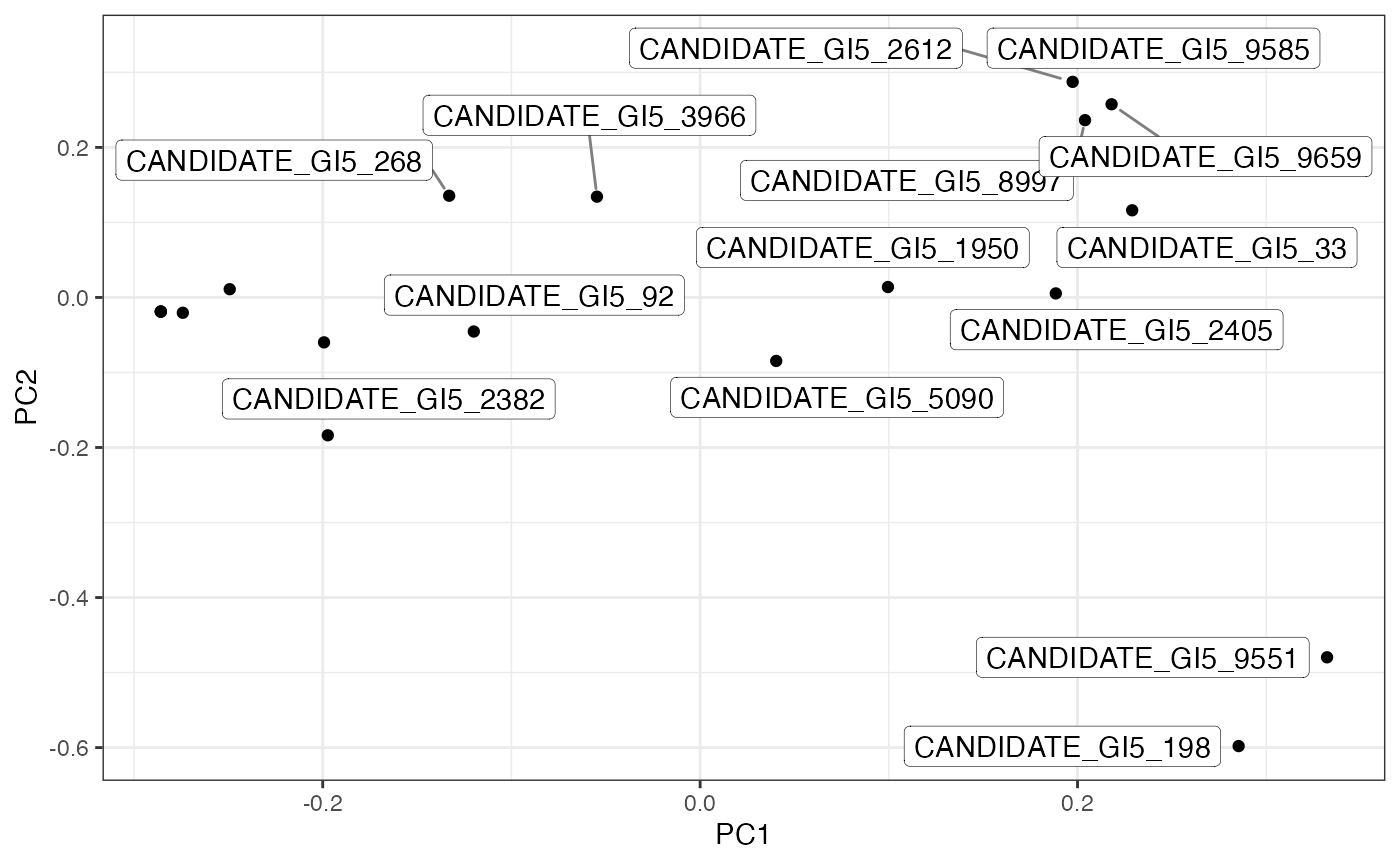 CANDIDATE_GI5_2612
CANDIDATE_GI5_9585
CANDIDATE_GI5_3966
CANDIDATE_GI5_268
CANDIDATE_GI5_9659
CANDIDATE_GI5_8997
CANDIDATE_GI5_1950
CANDIDATE_GI5_33
CANDIDATE_GI5_92
CANDIDATE_GI5_2405
CANDIDATE_GI5_2382
CANDIDATE_GI5_5090
CANDIDATE_GI5_9551
CANDIDATE_GI5_198
0.2
0.0
-0.2
-0.4
-0.6
PC2
-0.2
0.0
0.2
PC1